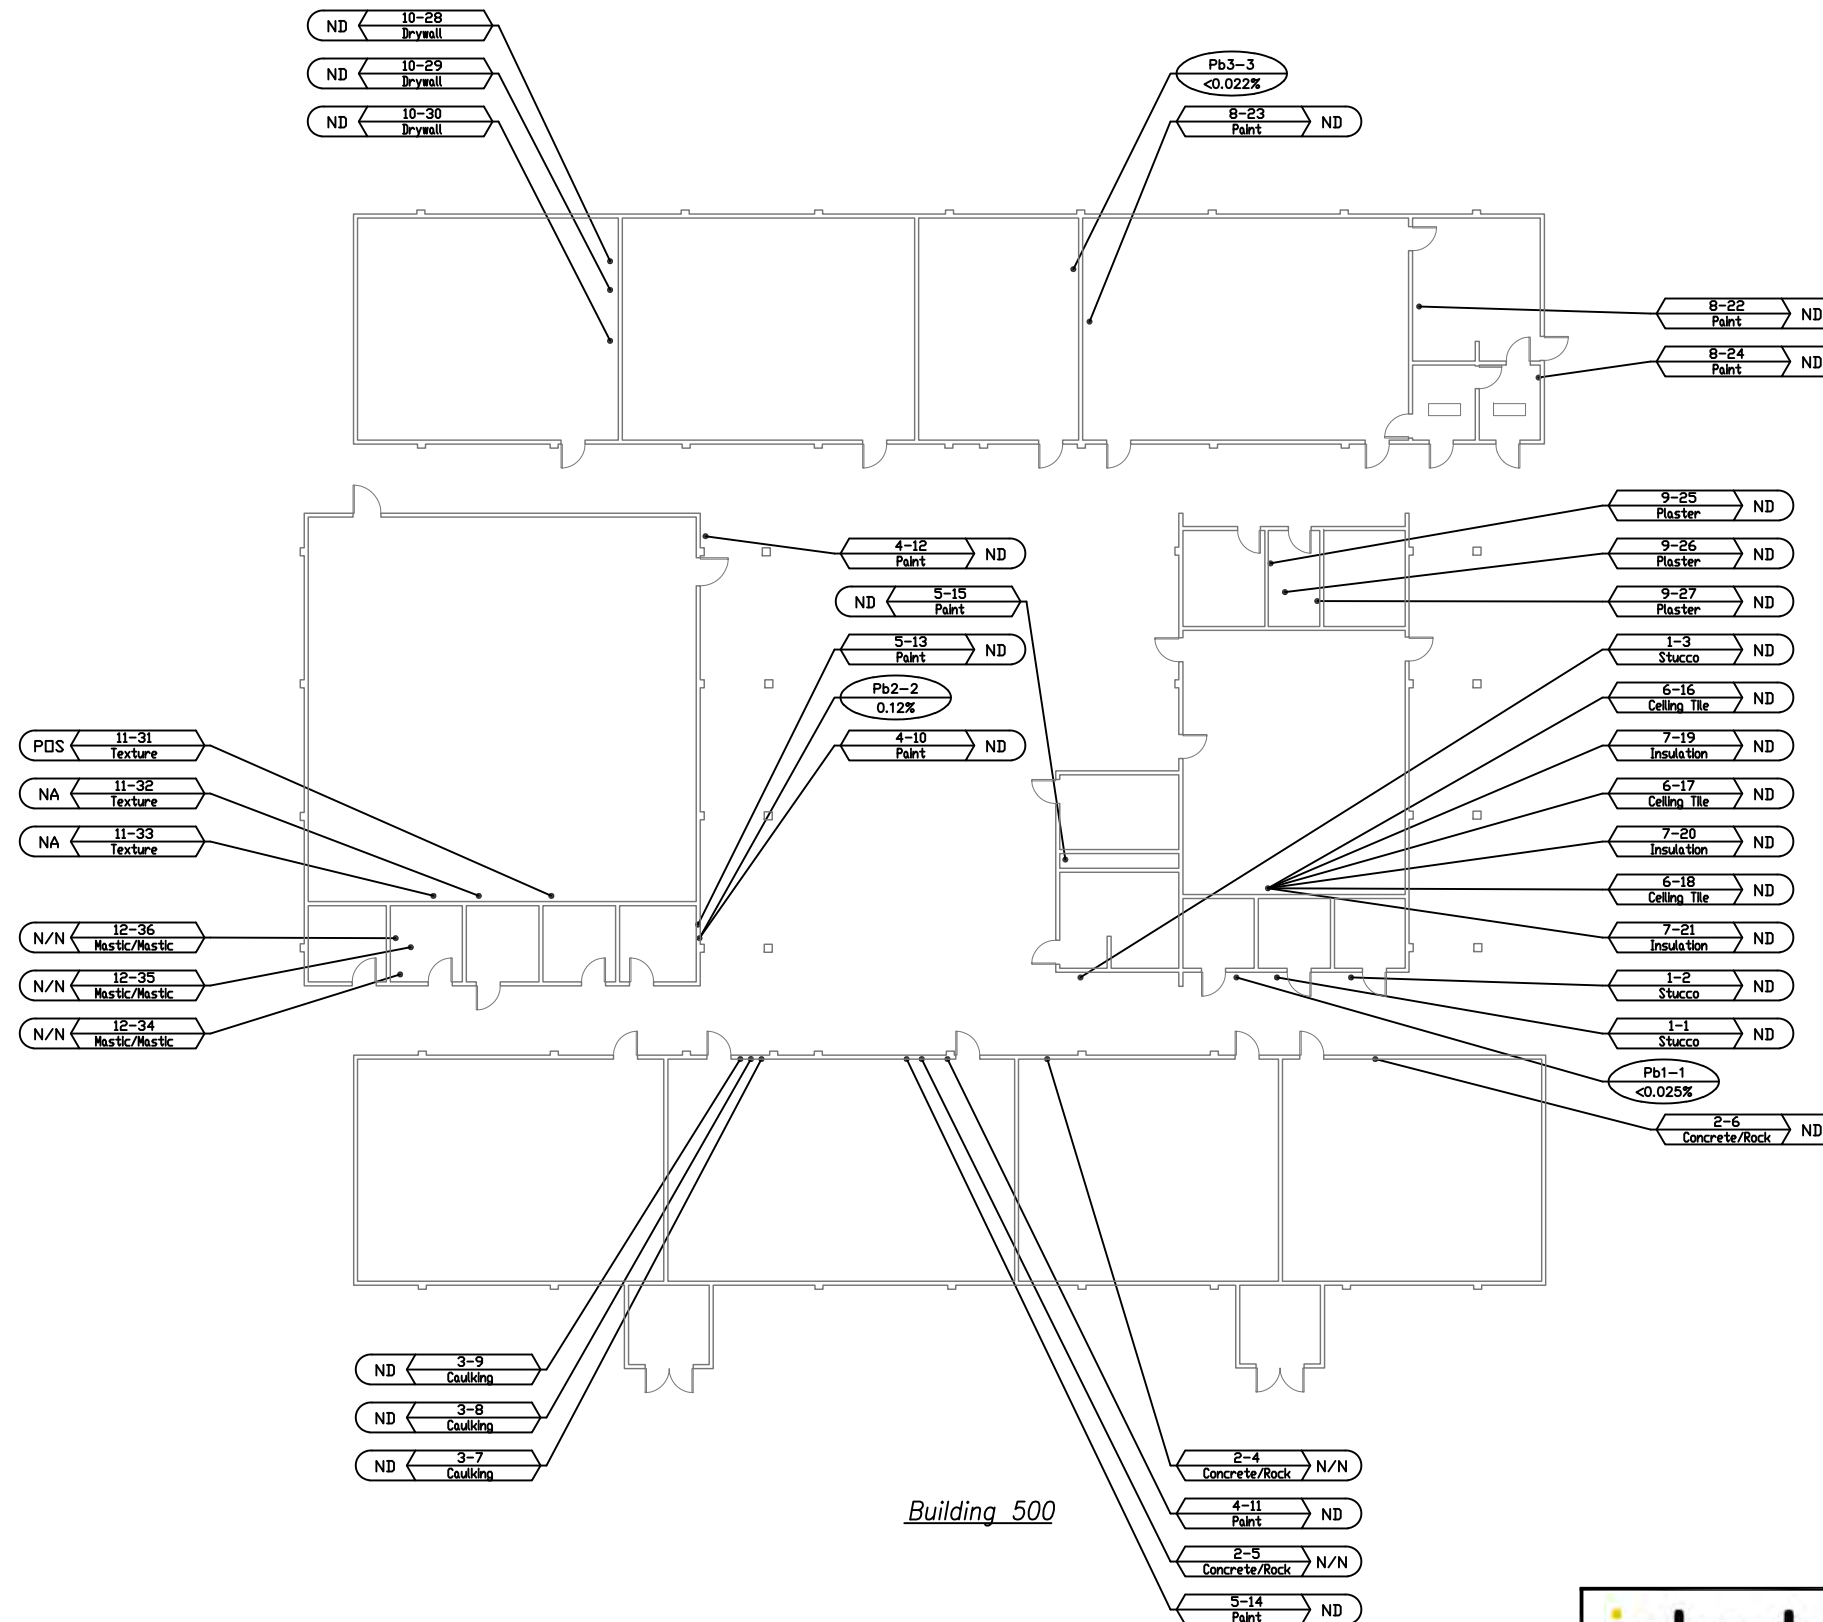 10-28
ND
Drywall
10-29
ND
Drywall
10-30
ND
Drywall
Pb3-3
<0.022%
8-23
Paint
ND
8-22
Paint
ND
8-24
Paint
ND
4-12
Paint
ND
5-15
ND
Paint
5-13
Paint
ND
Pb2-2
0.12%
4-10
Paint
ND
9-25
Plaster
ND
9-26
Plaster
ND
9-27
Plaster
ND
1-3
Stucco
ND
6-16
Ceiling Tile
ND
7-19
Insulation
ND
6-17
Ceiling Tile
ND
7-20
Insulation
ND
6-18
Ceiling Tile
ND
7-21
Insulation
ND
1-2
Stucco
ND
1-1
Stucco
ND
Pb1-1
<0.025%
2-6
Concrete/Rock
ND
11-31
POS
Texture
11-32
NA
Texture
11-33
NA
Texture
12-36
N/N
Mastic/Mastic
12-35
N/N
Mastic/Mastic
12-34
N/N
Mastic/Mastic
3-9
ND
Caulking
3-8
ND
Caulking
3-7
ND
Caulking
2-4
Concrete/Rock
N/N
4-11
Paint
ND
2-5
Concrete/Rock
N/N
5-14
Paint
ND
Building 500